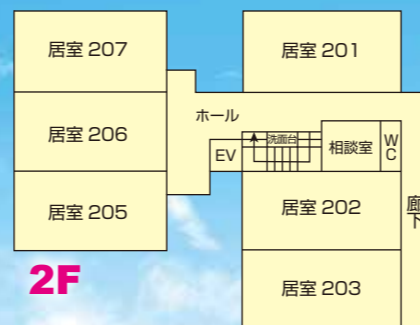 居室 207
居室 201
ホール
居室 206
洗面台
EV
相談室
WC
居室 205
居室 202
廊下
2F
居室 203